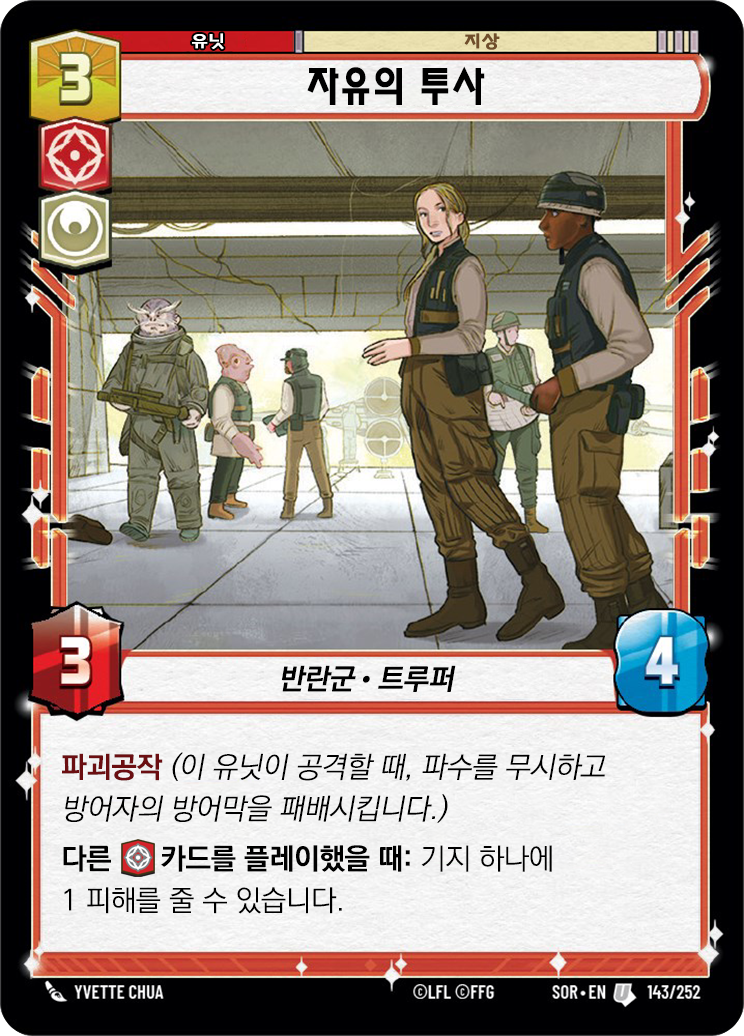 유닛
지상
3
자유의 투사
3
반란군 • 트루퍼
4
파괴공작 (이 유닛이 공격할 때, 파수를 무시하고
방어자의 방어막을 패배시킵니다.)
다른 카드를 플레이했을 때: 기지 하나에
1 피해를 줄 수 있습니다.
YVETTE CHUA
©LFL ©FFG
SOR • EN U 143/252